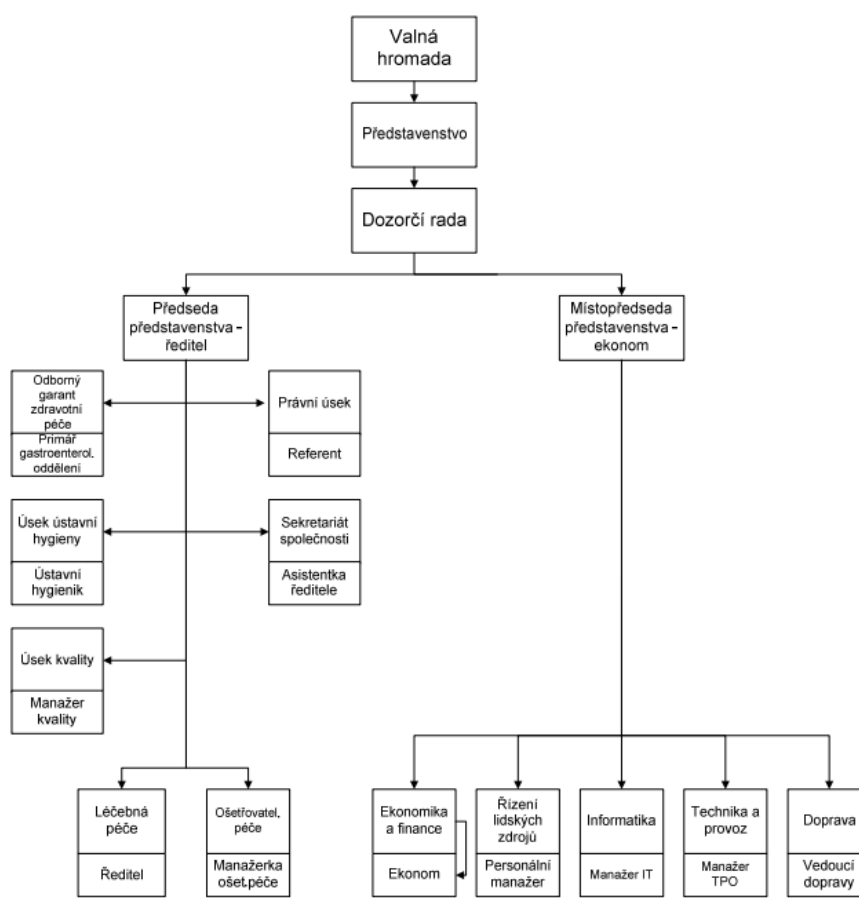 Valná
hromada
Představenstvo
Dozorčí rada
Předseda
představenstva –
ředitel
Místopředseda
představenstva –
ekonom
Odborný
garant
zdravotní
péče
Primář
gastroenterol.
oddělení
Právní úsek
Referent
Úsek ústavní
hygieny
Ústavní
hygienik
Sekretariát
společnosti
Asistentka
ředitele
Úsek kvality
Manažer
kvality
Léčebná
péče
Ředitel
Ošetřovatel.
péče
Manažerka
ošet.péče
Ekonomika
a finance
Ekonom
Řízení
lidských
zdrojů
Personální
manažer
Informatika
Manažer IT
Technika a
provoz
Manažer
TPO
Doprava
Vedoucí
dopravy